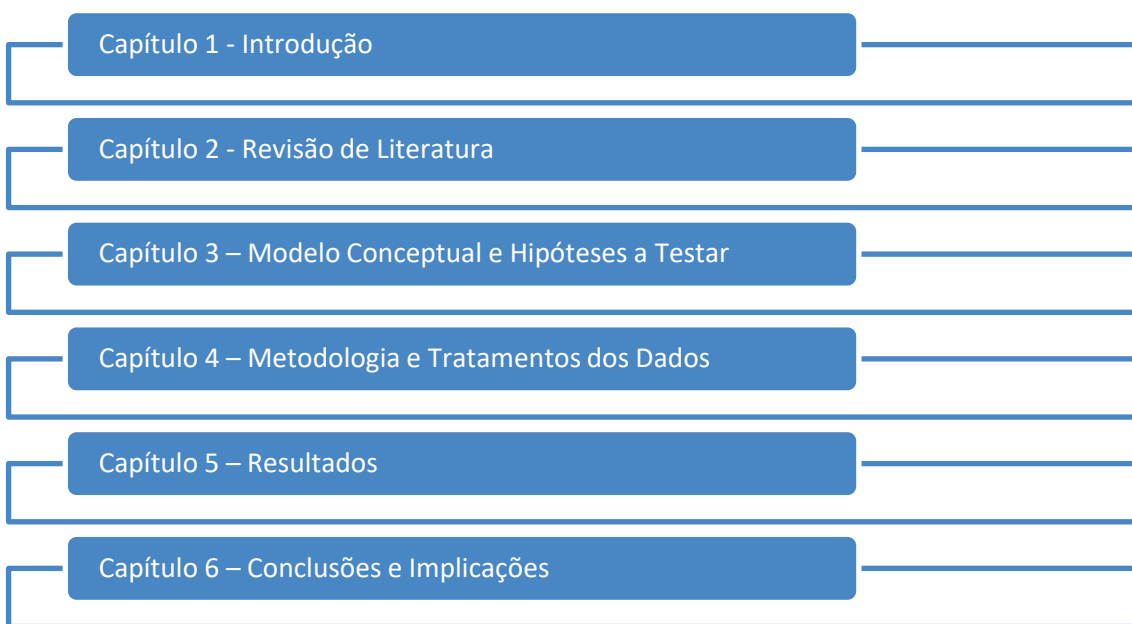 Capítulo 1 - Introdução
Capítulo 2 - Revisão de Literatura
Capítulo 3 – Modelo Conceptual e Hipóteses a Testar
Capítulo 4 – Metodologia e Tratamentos dos Dados
Capítulo 5 – Resultados
Capítulo 6 – Conclusões e Implicações